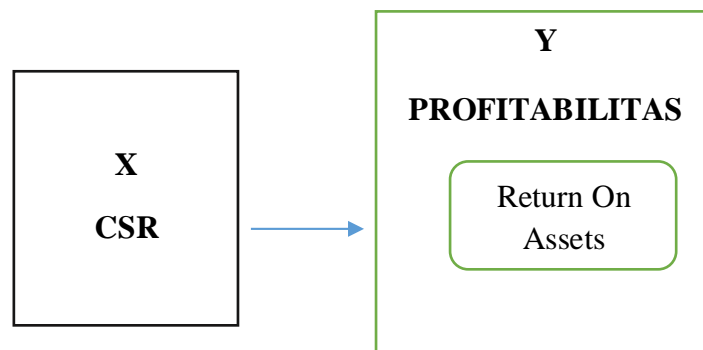 X
CSR
Y
PROFITABILITAS
Return On
Assets